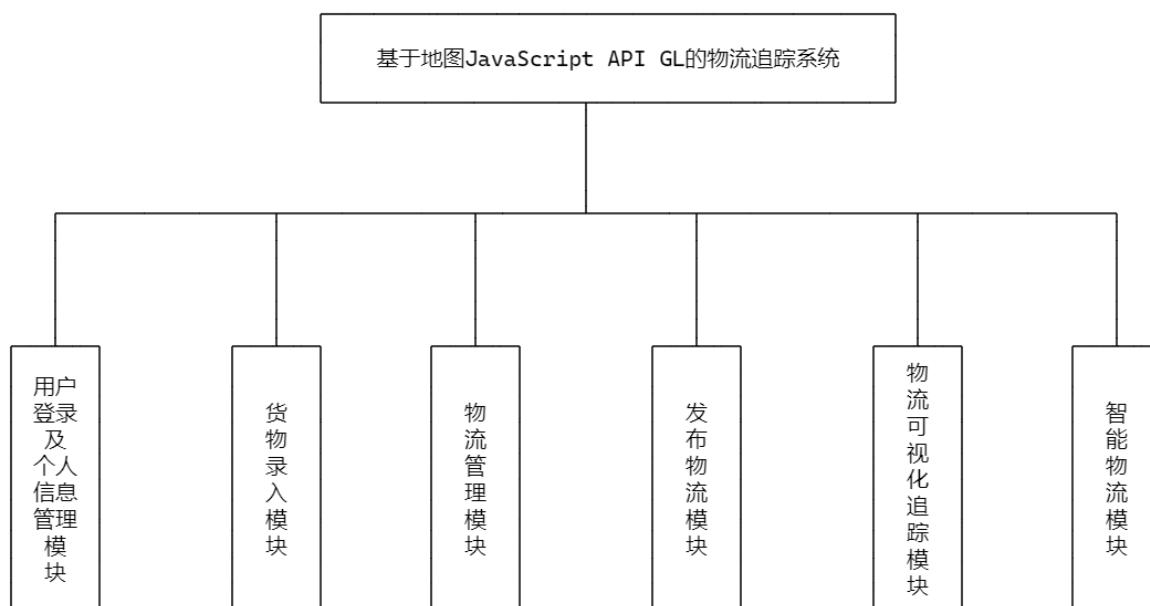 基于地图JavaScript API GL的物流追踪系统
用户
登录
及
个人
信息
管理
模
块
货
物
录
入
模
块
物
流
管
理
模
块
发
布
物
流
模
块
物
流
可
视
化
追
踪
模
块
智
能
物
流
模
块